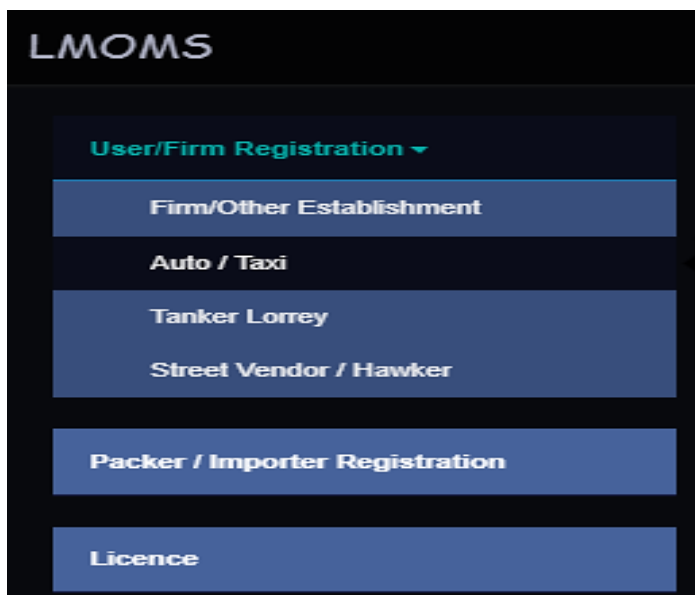 LMOMS
User/Firm Registration
Firm/Other Establishment
Auto / Taxi
Tanker Lorrey
Street Vendor / Hawker
Packer / Importer Registration
Licence